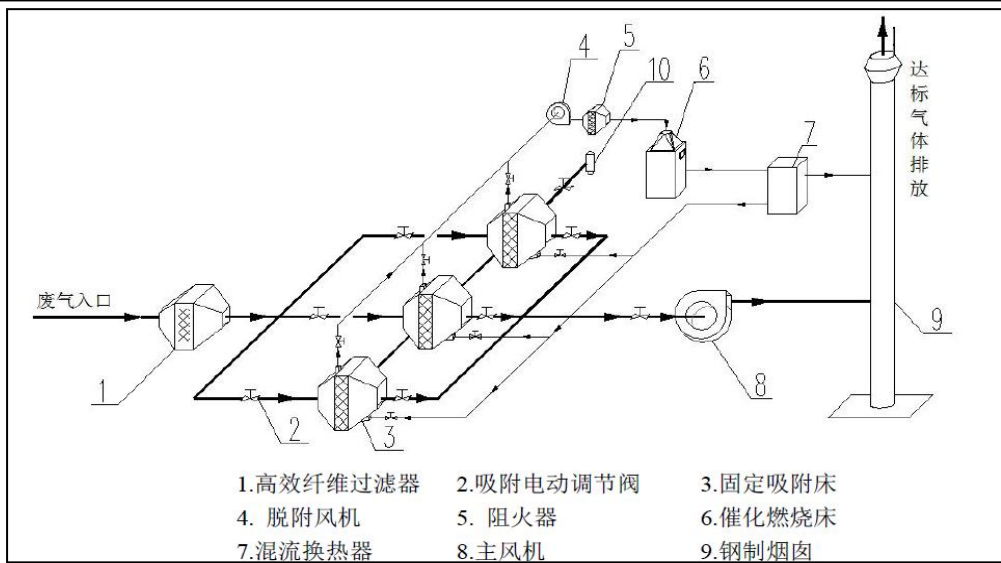 4
5
10
6
7
达标气体排放
废气入口
1
2
3
8
9
1.高效纤维过滤器 2.吸附电动调节阀 3.固定吸附床
4. 脱附风机 5. 阻火器 6.催化燃烧床
7.混流换热器 8.主风机 9.钢制烟囱